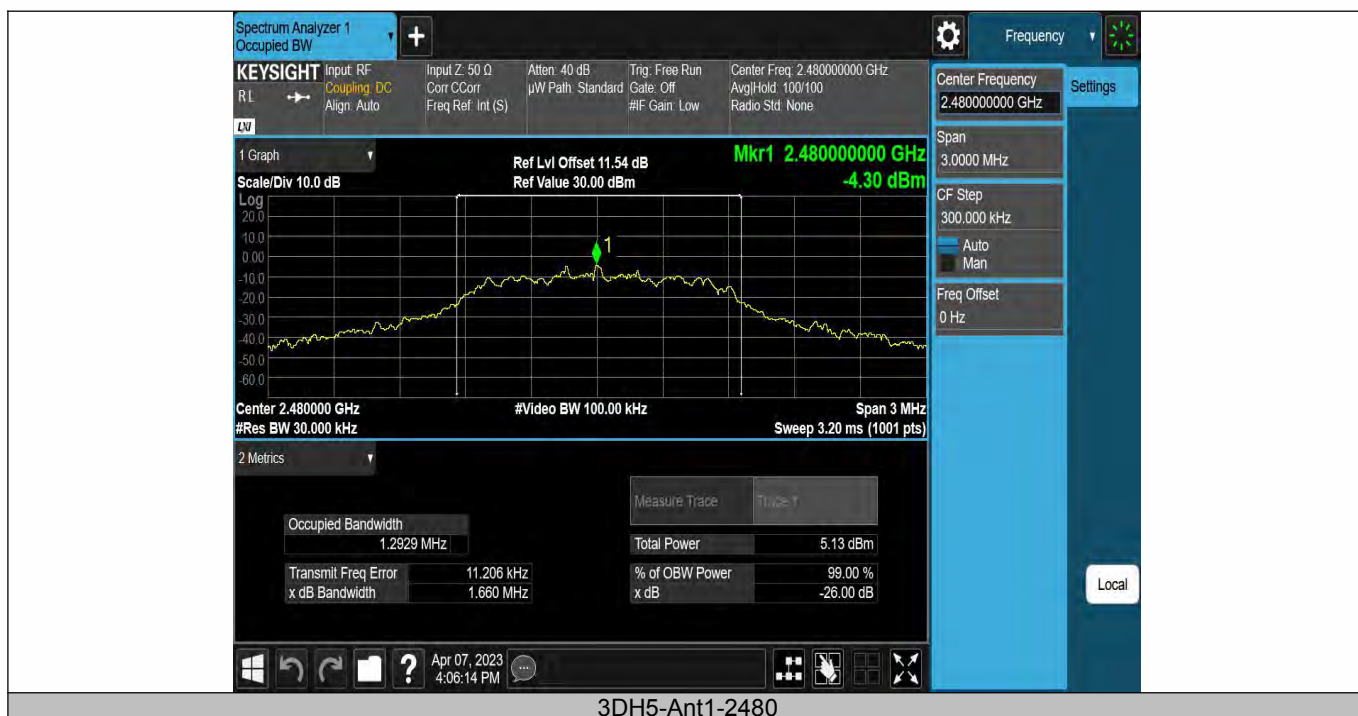 Spectrum Analyzer 1
Occupied BW
Frequency
KEYSIGHT
R L
LXI
Input: RF
Coupling: DC
Align: Auto
Input Z: 50 Ω
Corr CCorr
Freq Ref: Int (S)
Atten: 40 dB
µW Path: Standard
Trig: Free Run
Gate: Off
#IF Gain: Low
Center Freq: 2.480000000 GHz
Avg|Hold: 100/100
Radio Std: None
Center Frequency
2.480000000 GHz
Settings
Span
3.0000 MHz
CF Step
300.000 kHz
Auto
Man
Freq Offset
0 Hz
Local
1 Graph
Scale/Div 10.0 dB
Ref Lvl Offset 11.54 dB
Ref Value 30.00 dBm
Mkr1 2.480000000 GHz
-4.30 dBm
Log
20.0
10.0
0.00
-10.0
-20.0
-30.0
-40.0
-50.0
-60.0
1
Center 2.480000 GHz
#Res BW 30.000 kHz
#Video BW 100.00 kHz
Span 3 MHz
Sweep 3.20 ms (1001 pts)
2 Metrics
Measure Trace
Trace 1
Occupied Bandwidth
1.2929 MHz
Total Power 5.13 dBm
Transmit Freq Error 11.206 kHz
% of OBW Power 99.00 %
x dB Bandwidth 1.660 MHz
x dB -26.00 dB
?
Apr 07, 2023
4:06:14 PM
3DH5-Ant1-2480